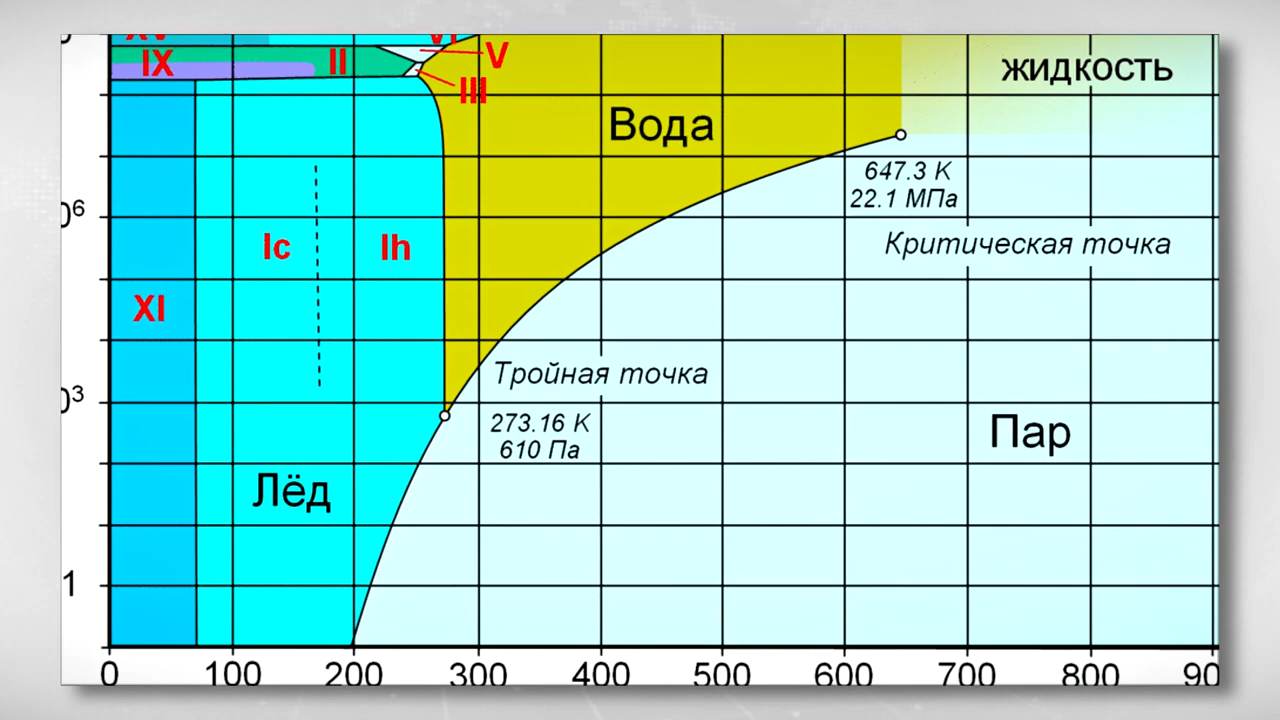 IX
II
V
III
жидкость
Вода
647.3 К
22.1 МПа
Критическая точка
Ic
Ih
XI
Тройная точка
273.16 К
610 Па
Пар
Лёд
1
0 100 200 300 400 500 600 700 800